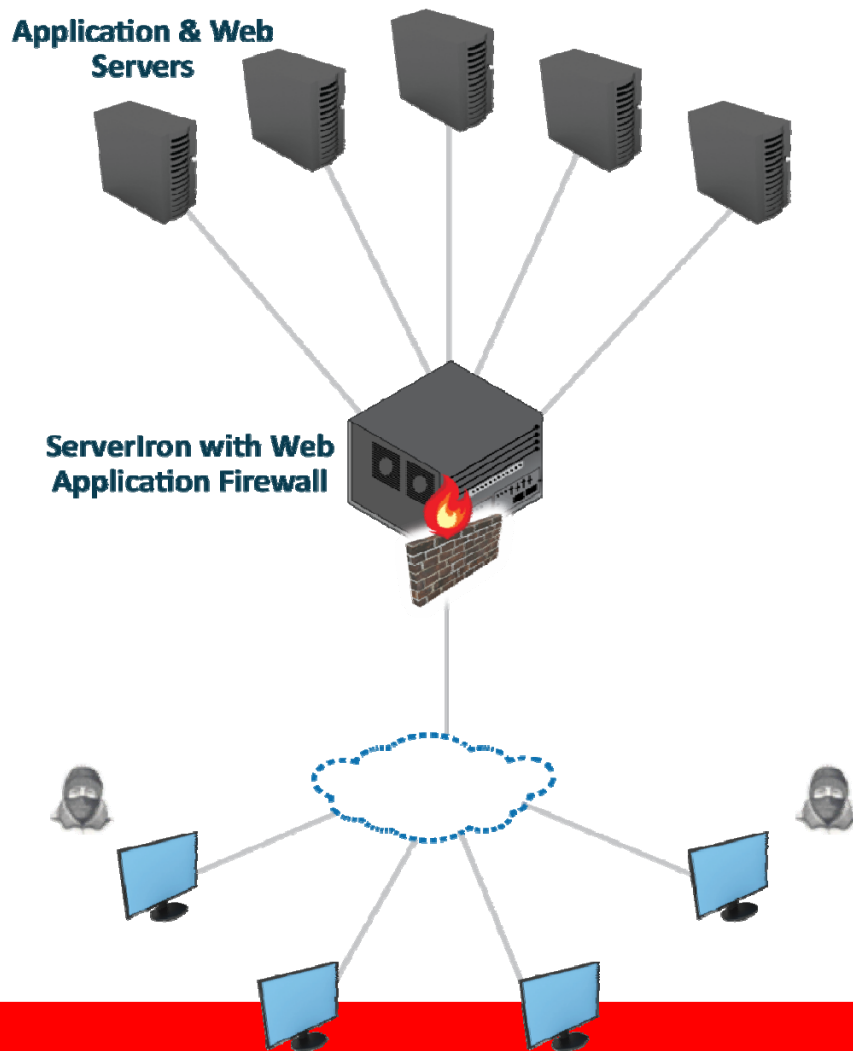 Application & Web
Servers
ServerIron with Web
Application Firewall